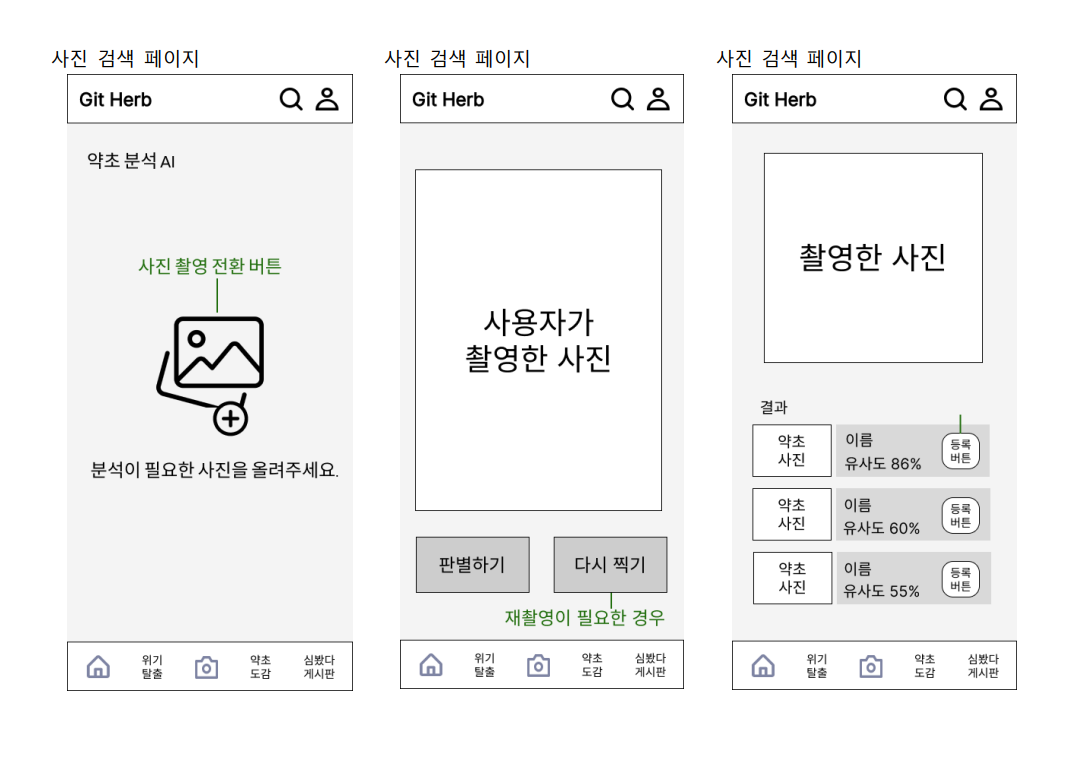 사진 검색 페이지
Git Herb
약초 분석 AI
사진 촬영 전환 버튼
분석이 필요한 사진을 올려주세요.
위기
탈출
약초
도감
심봤다
게시판
사진 검색 페이지
Git Herb
사용자가
촬영한 사진
판별하기
다시 찍기
재촬영이 필요한 경우
위기
탈출
약초
도감
심봤다
게시판
사진 검색 페이지
Git Herb
촬영한 사진
결과
약초
사진
이름
유사도 86%
등록
버튼
약초
사진
이름
유사도 60%
등록
버튼
약초
사진
이름
유사도 55%
등록
버튼
위기
탈출
약초
도감
심봤다
게시판